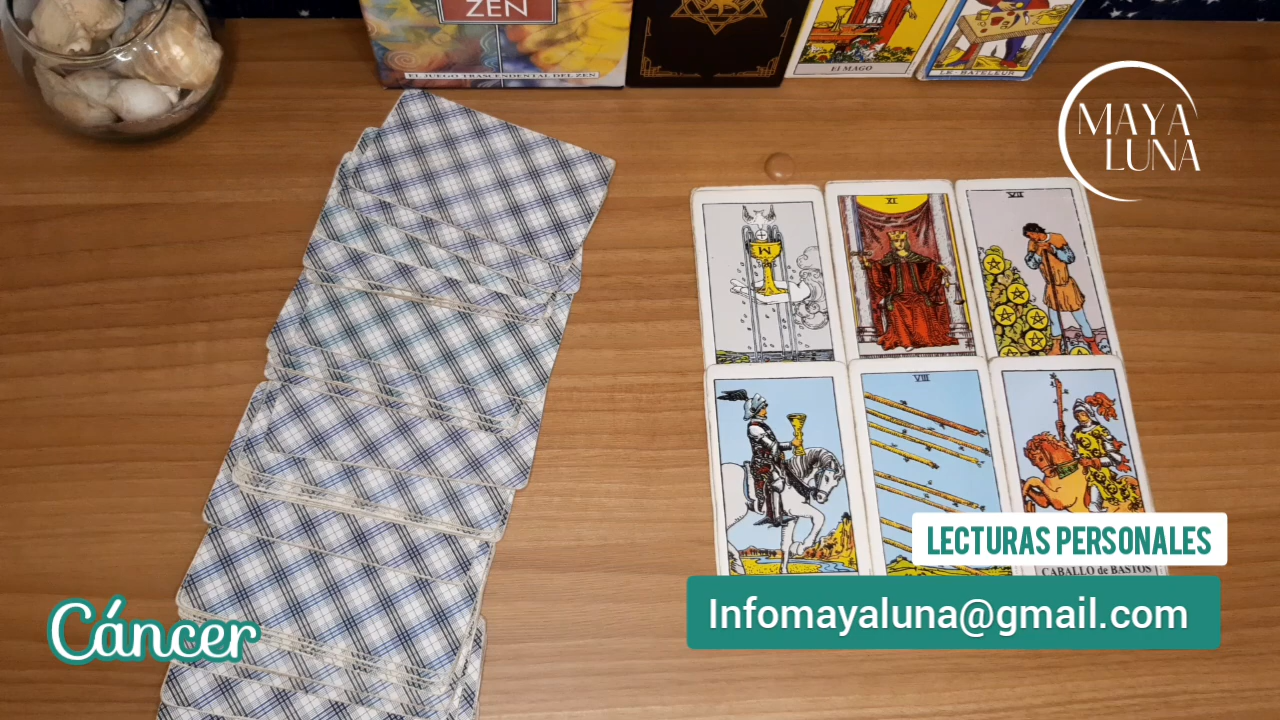 ZEN
EL JUEGO TRASCENDENTAL DEL ZEN
El MAGO
LE BATELEUR
MAYA
LUNA
XI
VII
VIII
CABALLO de BASTOS
LECTURAS PERSONALES
Infomayaluna@gmail.com
Cáncer